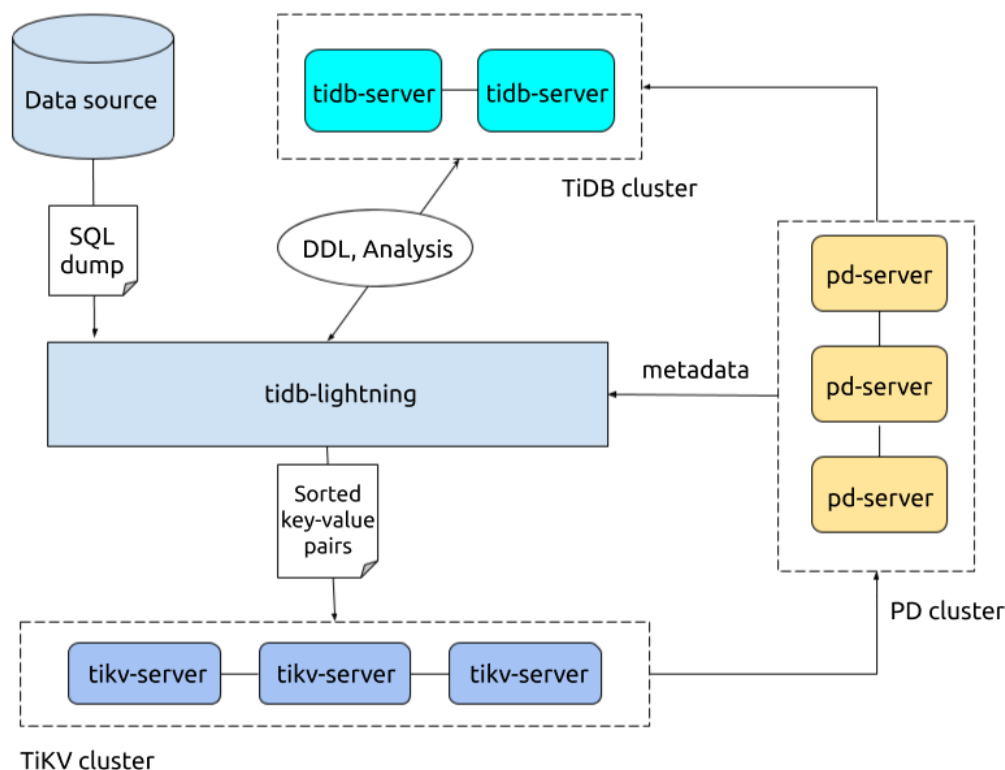 Data source
tidb-server
tidb-server
TiDB cluster
SQL
dump
DDL, Analysis
pd-server
pd-server
pd-server
PD cluster
metadata
tidb-lightning
Sorted
key-value
pairs
tikv-server
tikv-server
tikv-server
TiKV cluster